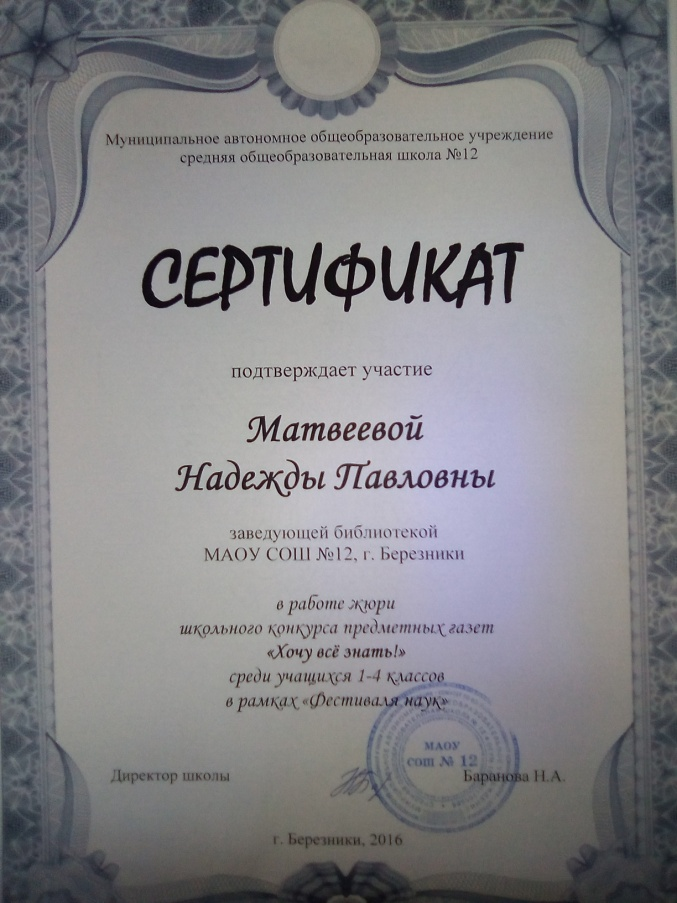 Муниципальное автономное общеобразовательное учреждение
средняя общеобразовательная школа №12
СЕРТИФИКАТ
подтверждает участие
Матвеевой
Надежды Павловны
заведующей библиотекой
МАОУ СОШ №12, г. Березники
в работе жюри
школьного конкурса предметных газет
«Хочу всё знать!»
среди учащихся 1-4 классов
в рамках «Фестиваля наук»
МАОУ
сош № 12
Директор школы
Баранова Н.А.
г. Березники, 2016